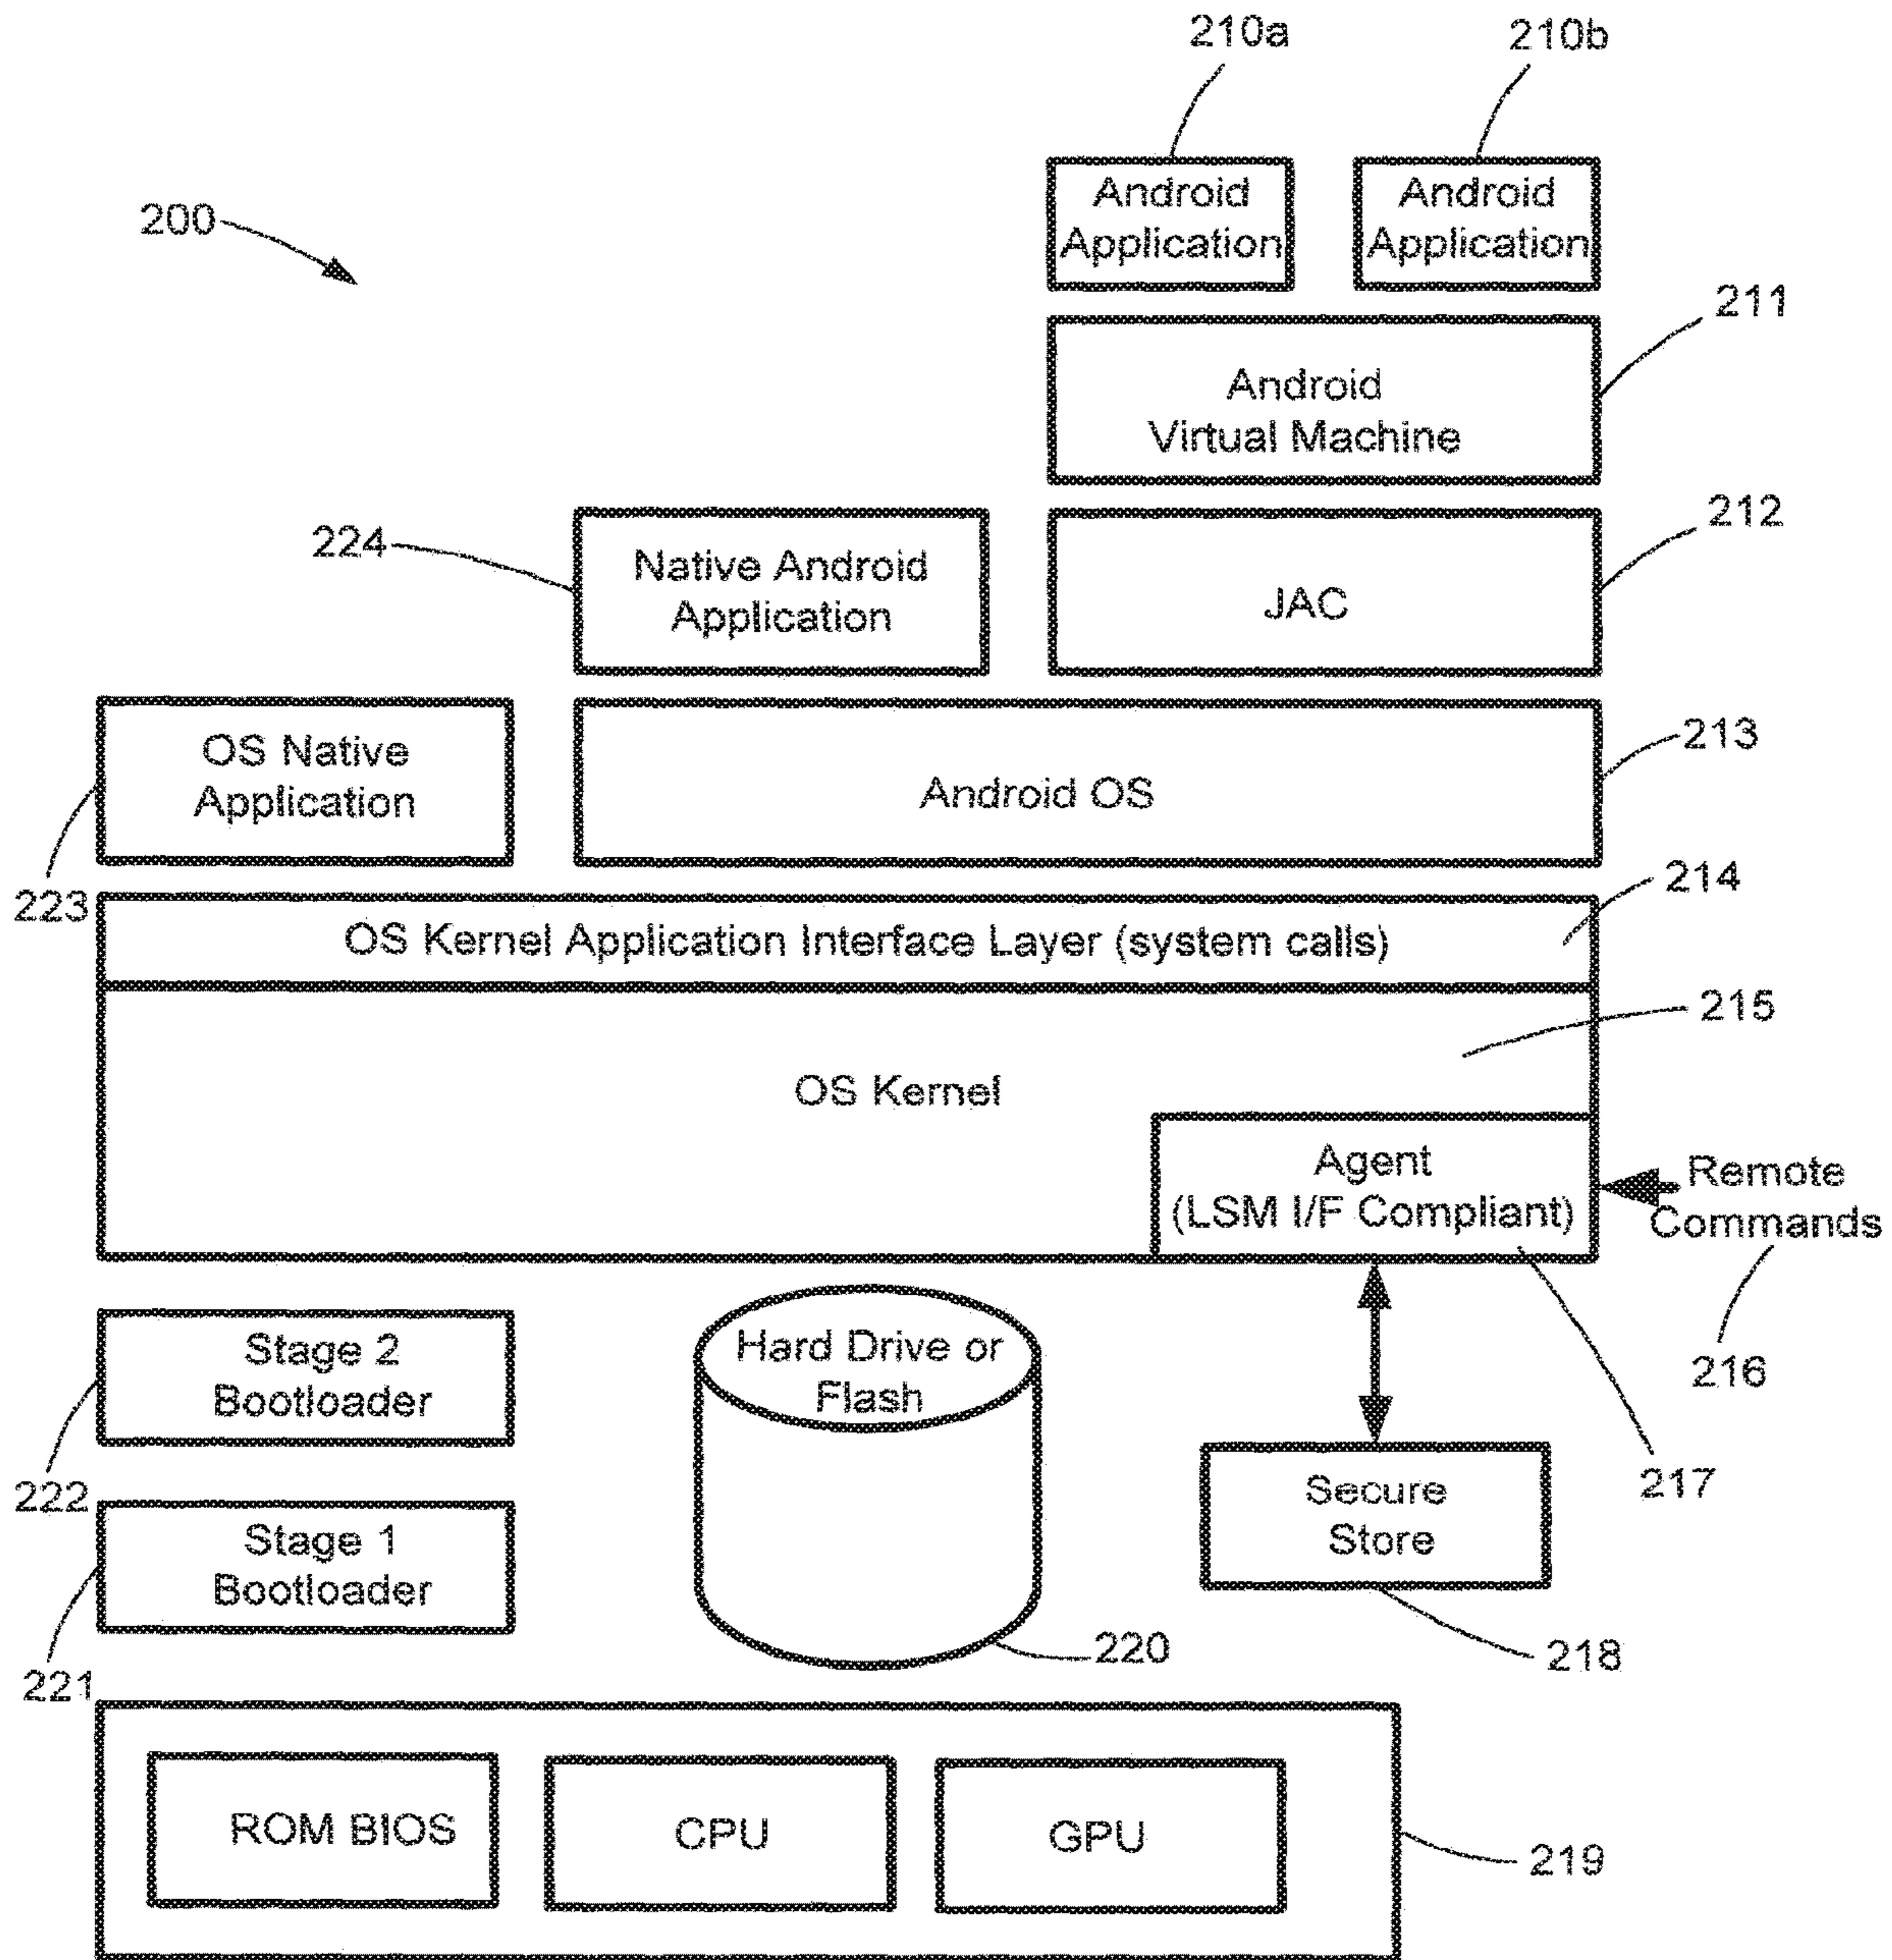 210a
210b
200
Android
Application
Android
Application
211
Android
Virtual Machine
212
224
Native Android
Application
JAC
213
OS Native
Application
Android OS
223
214
OS Kernel Application Interface Layer (system calls)
215
OS Kernel
Agent
(LSM I/F Compliant)
Remote
Commands
216
Stage 2
Bootloader
Hard Drive or
Flash
222
217
Secure
Store
Stage 1
Bootloader
221
220
218
ROM BIOS
CPU
GPU
219